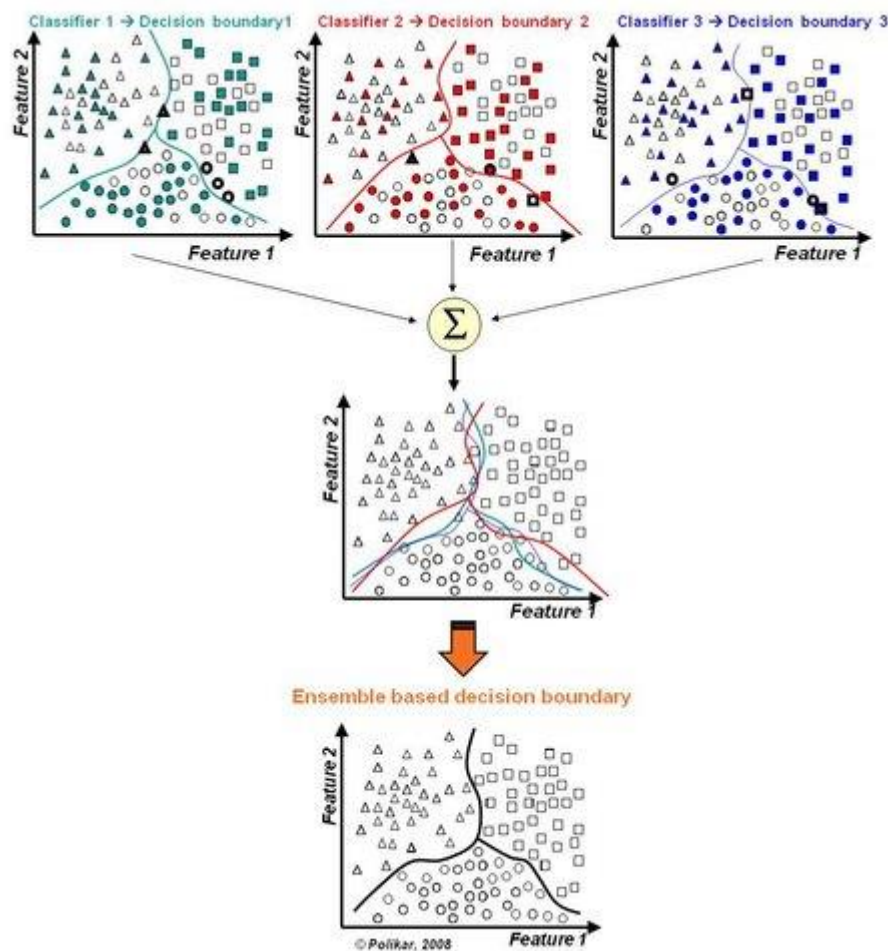 Classifier 1 → Decision boundary1
Classifier 2 → Decision boundary 2
Classifier 3 → Decision boundary 3
Feature 2
Feature 1
Feature 2
Feature 1
Feature 2
Feature 1
Σ
Feature 2
Feature 1
Ensemble based decision boundary
Feature 2
Feature 1
© Polikar, 2008